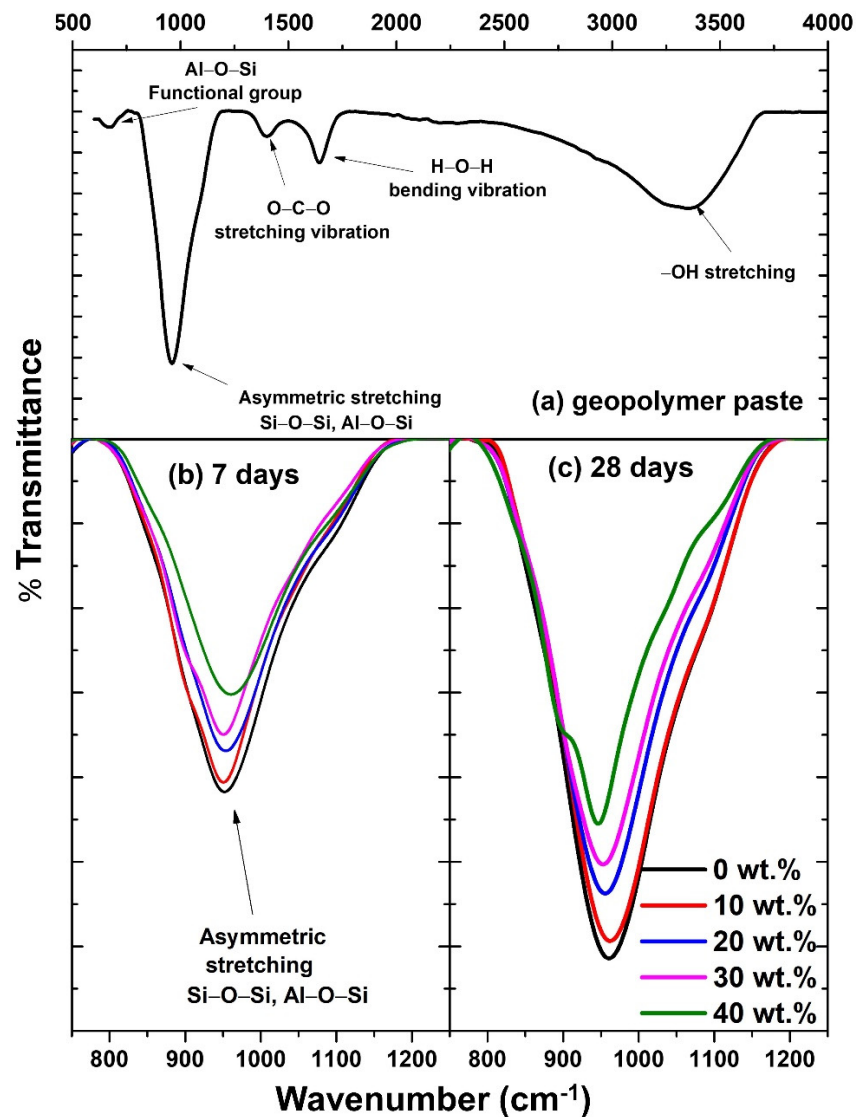 500 1000 1500 2000 2500 3000 3500 4000
Al–O–Si
Functional group
H–O–H
bending vibration
O–C–O
stretching vibration
–OH stretching
Asymmetric stretching
Si–O–Si, Al–O–Si
(a) geopolymer paste
% Transmittance
(b) 7 days
(c) 28 days
Asymmetric
stretching
Si–O–Si, Al–O–Si
0 wt.%
10 wt.%
20 wt.%
30 wt.%
40 wt.%
800 900 1000 1100 1200 800 900 1000 1100 1200
Wavenumber (cm⁻¹)